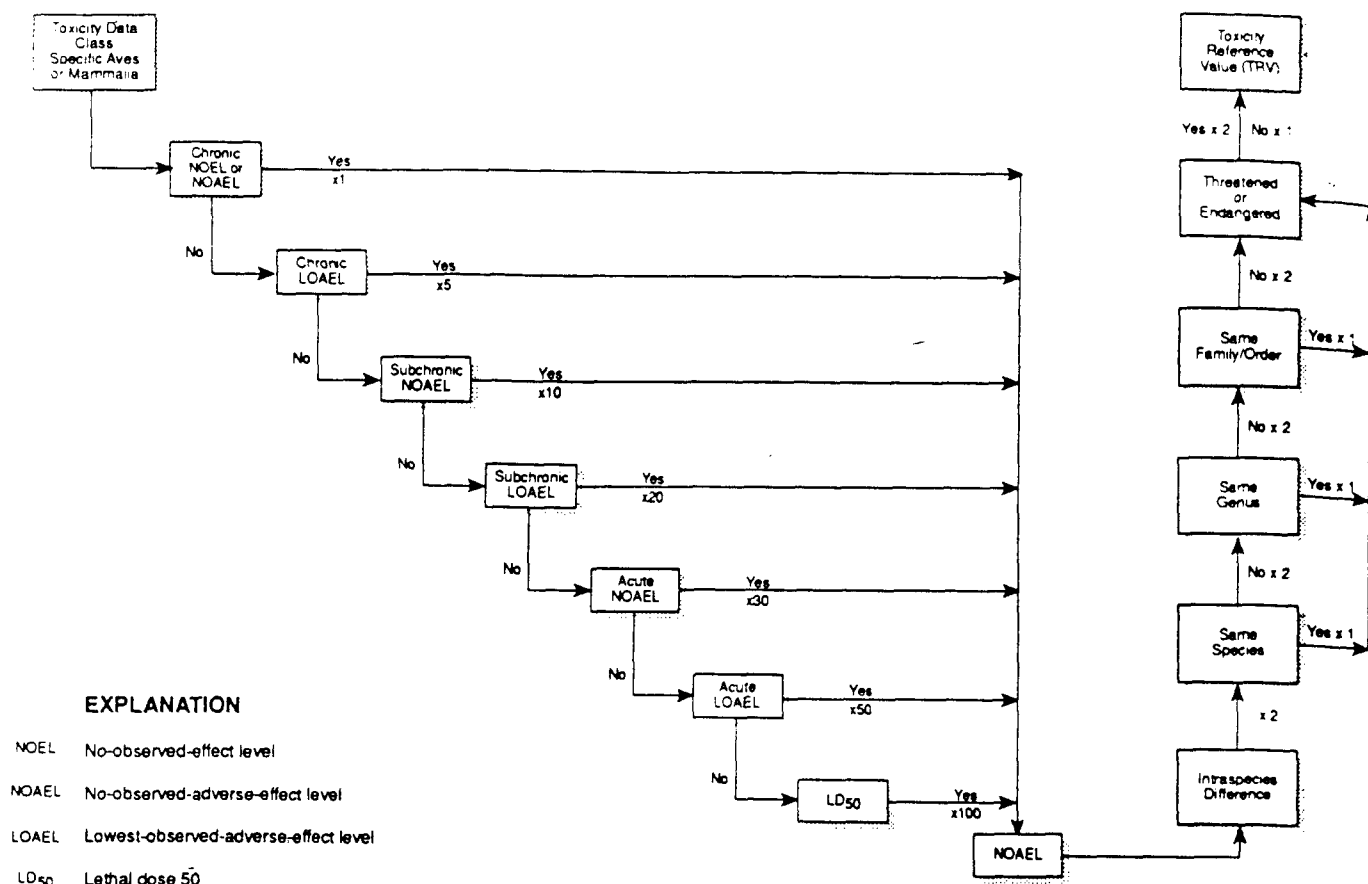 Toxicity Data
Class
Specific Aves
or Mammalia
Chronic
NOEL or
NOAEL
Yes
x1
No
Chronic
LOAEL
Yes
x5
No
Subchronic
NOAEL
Yes
x10
No
Subchronic
LOAEL
Yes
x20
No
Acute
NOAEL
Yes
x30
No
Acute
LOAEL
Yes
x50
No
LD50
Yes
x100
NOAEL
Intraspecies
Difference
x 2
Same
Species
Yes x 1
No x 2
Same
Genus
Yes x 1
No x 2
Same
Family/Order
Yes x 1
No x 2
Threstened
or
Endangered
Yes x 2
No x 1
Toxicity
Reference
Value (TRV)
EXPLANATION
NOEL No-observed-effect level
NOAEL No-observed-adverse-effect level
LOAEL Lowest-observed-adverse-effect level
LD50 Lethal dose 50